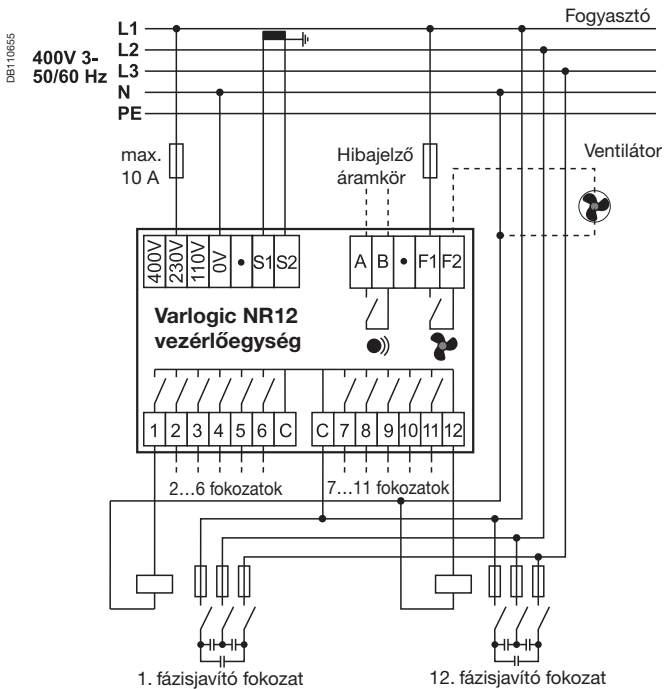 Fogyasztó
DB110655
400V 3-
50/60 Hz
L1
L2
L3
N
PE
max.
10 A
Hibajelző
áramkör
Ventilátor
400V 230V 110V 0V • S1 S2
A B • F1 F2
Varlogic NR12
vezérlőegység
1 2 3 4 5 6 C
C 7 8 9 10 11 12
2...6 fokozatok
7...11 fokozatok
1. fázisjavító fokozat
12. fázisjavító fokozat